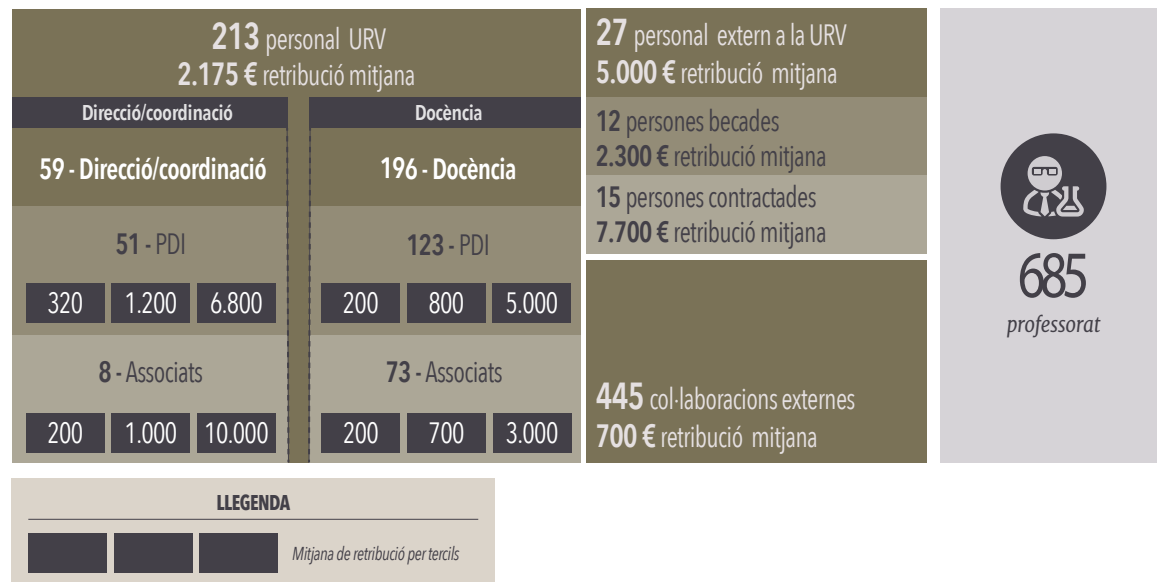 213 personal URV
2.175 € retribució mitjana
Direcció/coordinació
59 - Direcció/coordinació
51 - PDI
320 1.200 6.800
8 - Associats
200 1.000 10.000
Docència
196 - Docència
123 - PDI
200 800 5.000
73 - Associats
200 700 3.000
27 personal extern a la URV
5.000 € retribució mitjana
12 persones becades
2.300 € retribució mitjana
15 persones contractades
7.700 € retribució mitjana
445 col·laboracions externes
700 € retribució mitjana
685
professorat
LLEGENDA
Mitjana de retribució per tercils